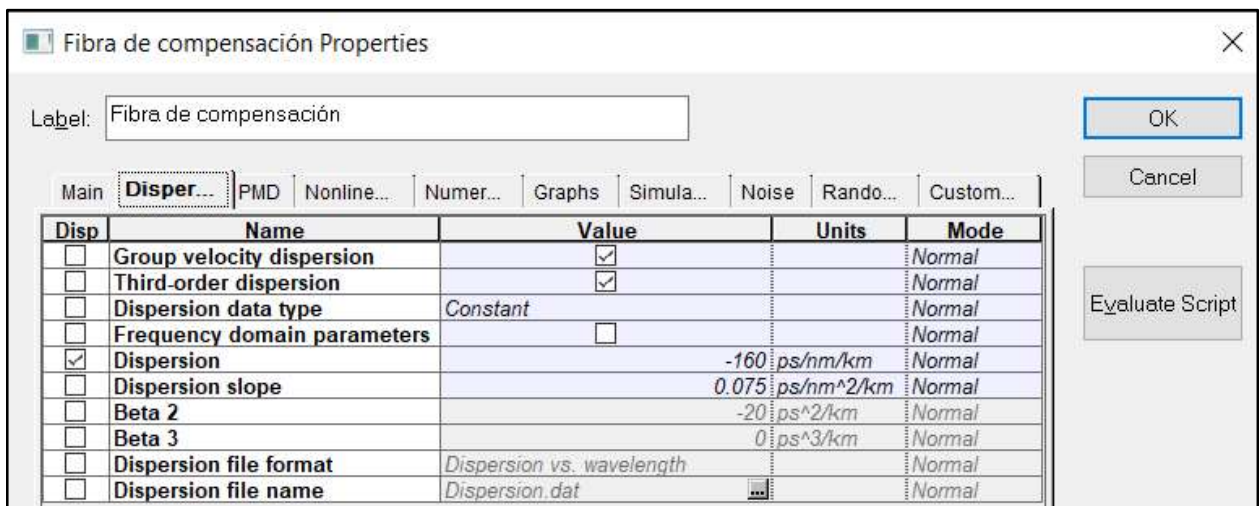 Fibra de compensación Properties
Label: Fibra de compensación
OK
Cancel
Evaluate Script
Main Disper... PMD Nonline... Numer... Graphs Simula... Noise Rando... Custom...
Disp Name Value Units Mode
Group velocity dispersion Normal
Third-order dispersion Normal
Dispersion data type Constant Normal
Frequency domain parameters Normal
Dispersion -160 ps/nm/km Normal
Dispersion slope 0.075 ps/nm^2/km Normal
Beta 2 -20 ps^2/km Normal
Beta 3 0 ps^3/km Normal
Dispersion file format Dispersion vs. wavelength Normal
Dispersion file name Dispersion.dat ... Normal